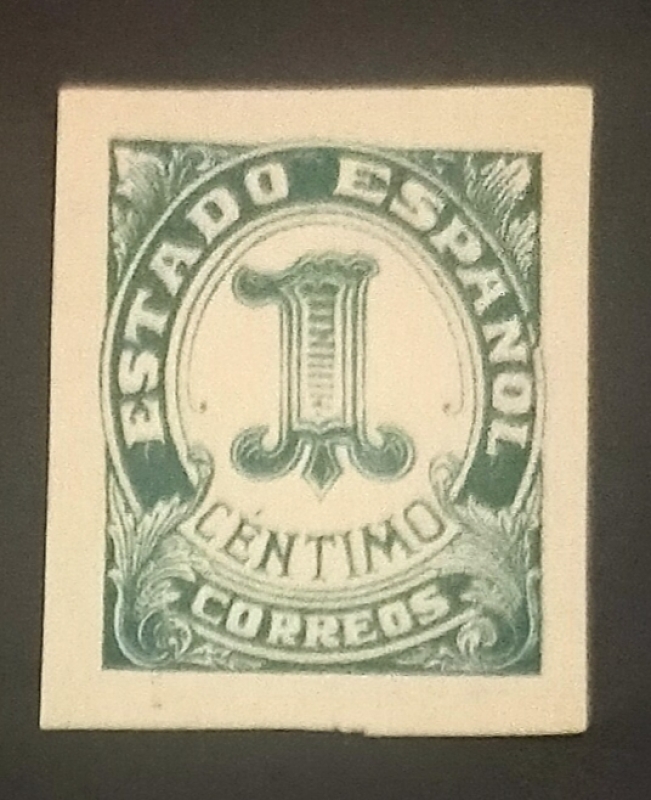 ESTADO ESPAÑOL
1
CÉNTIMO
CORREOS